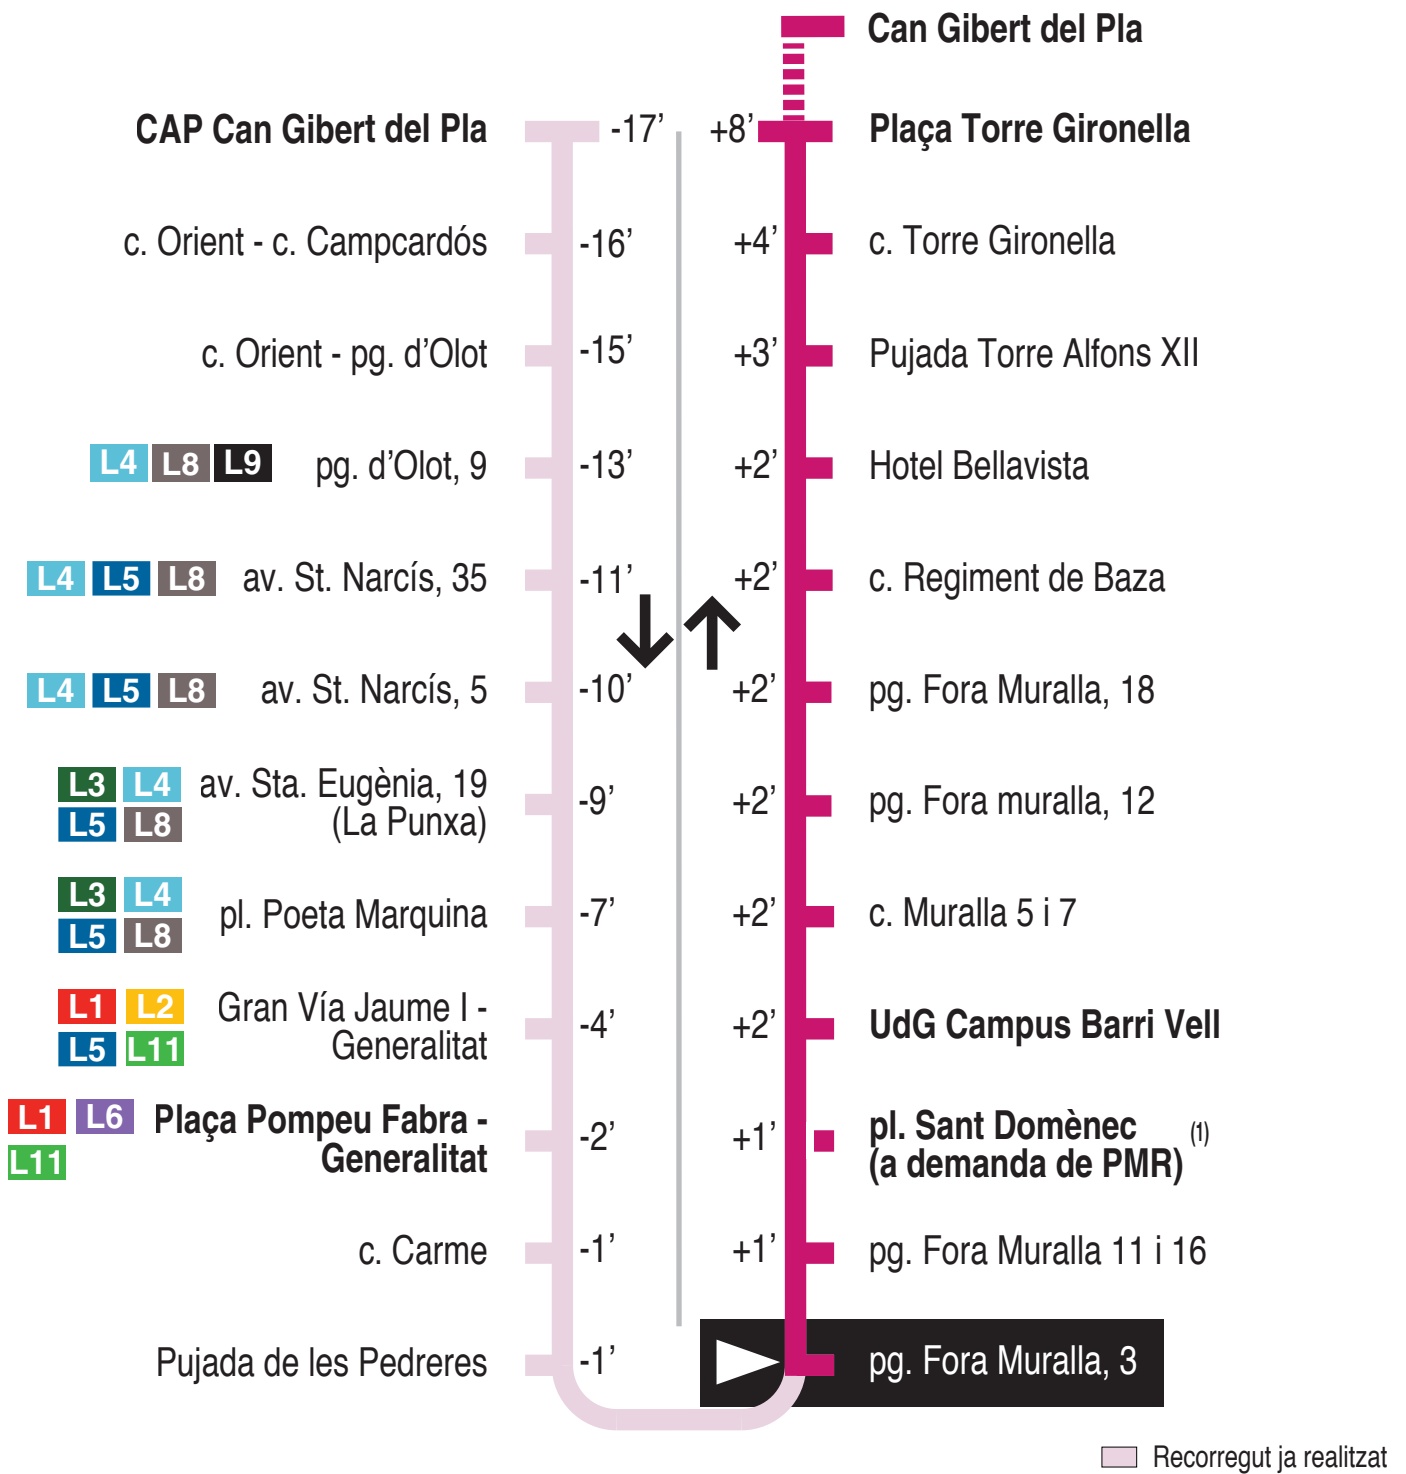 Can Gibert del Pla
CAP Can Gibert del Pla -17’
+8’ Plaça Torre Gironella
c. Orient - c. Campcardós -16’
+4’ c. Torre Gironella
c. Orient - pg. d’Olot -15’
+3’ Pujada Torre Alfons XII
L4 L8 L9 pg. d’Olot, 9 -13’
+2’ Hotel Bellavista
L4 L5 L8 av. St. Narcís, 35 -11’
+2’ c. Regiment de Baza
L4 L5 L8 av. St. Narcís, 5 -10’
+2’ pg. Fora Muralla, 18
L3 L4 av. Sta. Eugènia, 19
L5 L8 (La Punxa)
-9’
+2’ pg. Fora muralla, 12
L3 L4
L5 L8
pl. Poeta Marquina -7’
+2’ c. Muralla 5 i 7
L1 L2 Gran Vía Jaume I -
L5 L11 Generalitat
-4’
+2’ UdG Campus Barri Vell
L1 L6 Plaça Pompeu Fabra -
L11 Generalitat
-2’
+1’ pl. Sant Domènec (1)
(a demanda de PMR)
c. Carme -1’
+1’ pg. Fora Muralla 11 i 16
Pujada de les Pedreres -1’
pg. Fora Muralla, 3
Recorregut ja realitzat